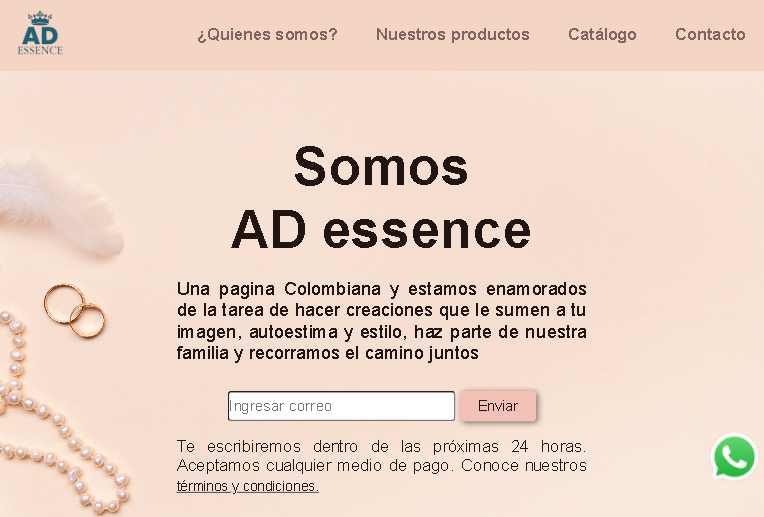 AD
ESSENCE
¿Quienes somos?
Nuestros productos
Catálogo
Contacto
Somos
AD essence
Una pagina Colombiana y estamos enamorados
de la tarea de hacer creaciones que le sumen a tu
imagen, autoestima y estilo, haz parte de nuestra
familia y recorramos el camino juntos
Ingresar correo
Enviar
Te escribiremos dentro de las próximas 24 horas.
Aceptamos cualquier medio de pago. Conoce nuestros
términos y condiciones.